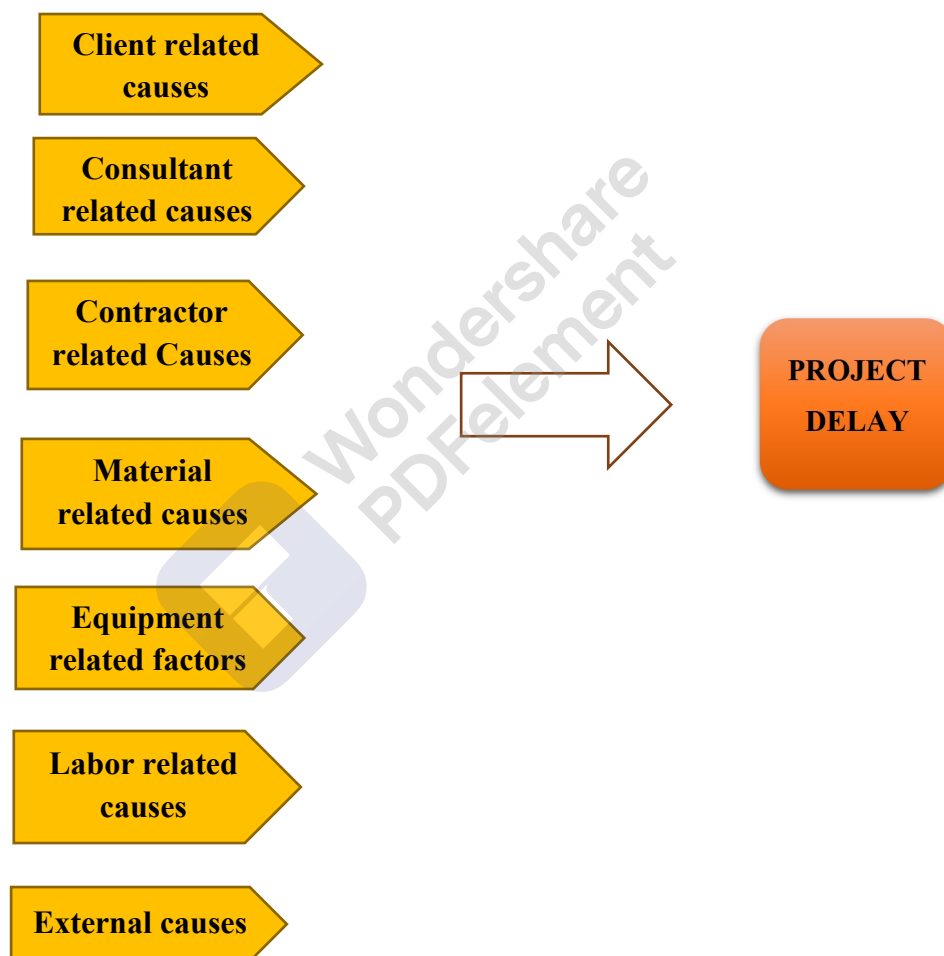 Client related
causes
Consultant
related causes
Contractor
related Causes
Material
related causes
Equipment
related factors
Labor related
causes
External causes
PROJECT
DELAY
Wondershare
PDFelement